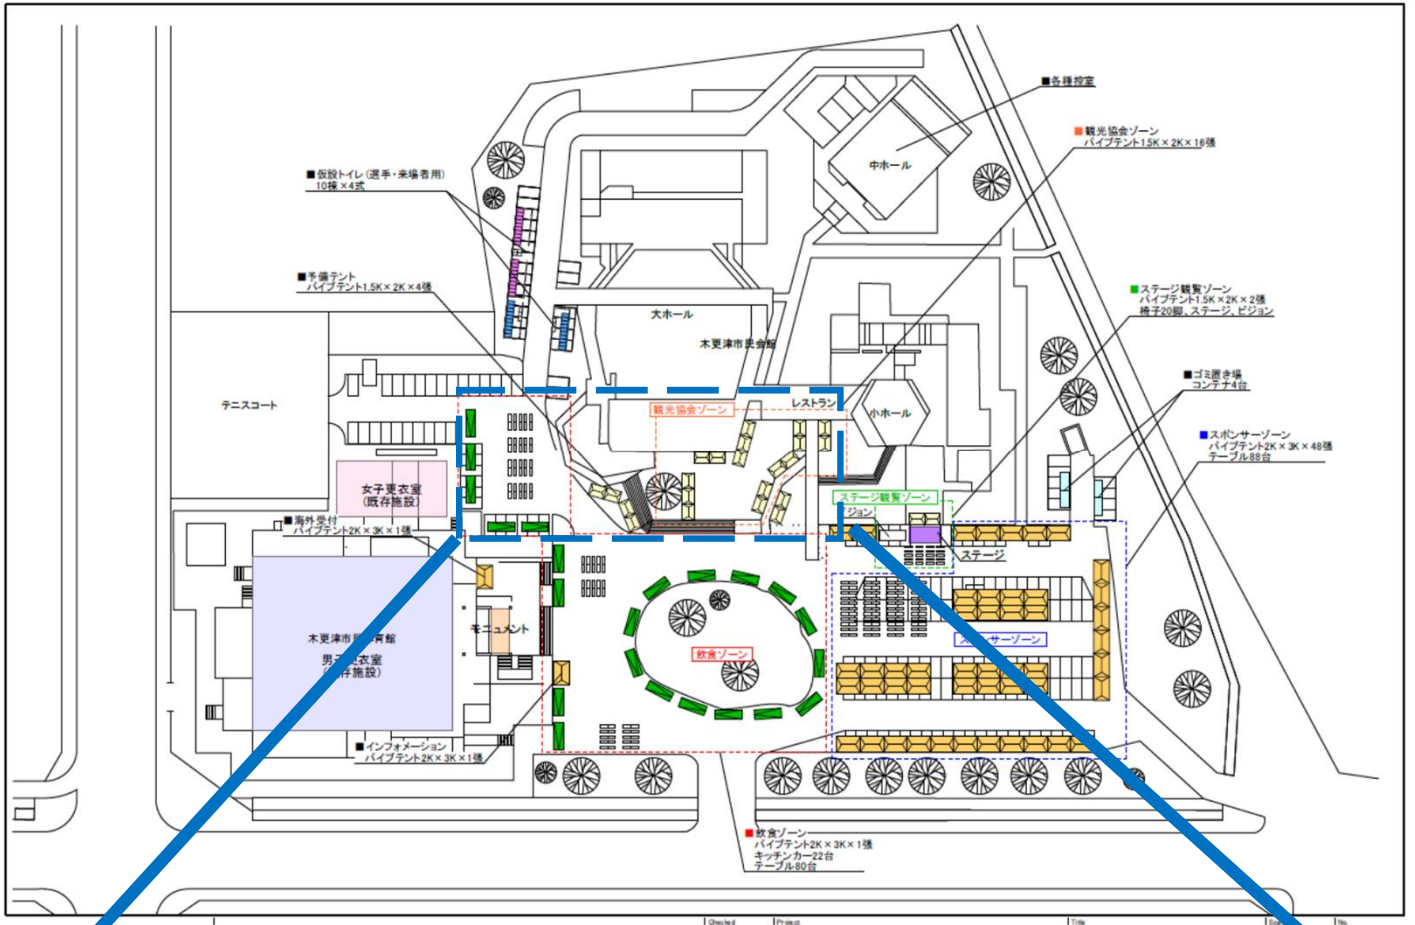 ■各種控室
■観光協会ゾーン
パイプテント1.5K×2K×16張
中ホール
■仮設トイレ(選手・来場者用)
10棟×4式
■予備テント
パイプテント1.5K×2K×4張
■ステージ観覧ゾーン
パイプテント1.5K×2K×2張
椅子20脚、ステージ、ビジョン
大ホール
木更津市民会館
■ゴミ置き場
コンテナ4台
テニスコート
観光協会ゾーン
レストラン
小ホール
■スポンサーゾーン
パイプテント2K×3K×48張
テーブル88台
女子更衣室
(既存施設)
ステージ観覧ゾーン
ビジョン
■海外受付
パイプテント2K×3K×1張
ステージ
モニュメント
木更津市民体育館
男子更衣室
(既存施設)
スポンサーゾーン
飲食ゾーン
■インフォメーション
パイプテント2K×3K×1張
■飲食ゾーン
パイプテント2K×3K×1張
キッチンカー22台
テーブル80台
Checked
Project
Title
No.